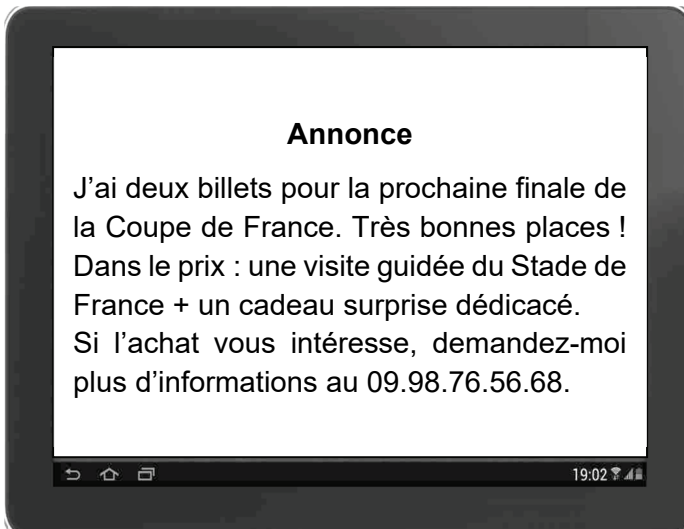 Annonce
J'ai deux billets pour la prochaine finale de
la Coupe de France. Très bonnes places !
Dans le prix : une visite guidée du Stade de
France + un cadeau surprise dédicacé.
Si l'achat vous intéresse, demandez-moi
plus d'informations au 09.98.76.56.68.
19:02